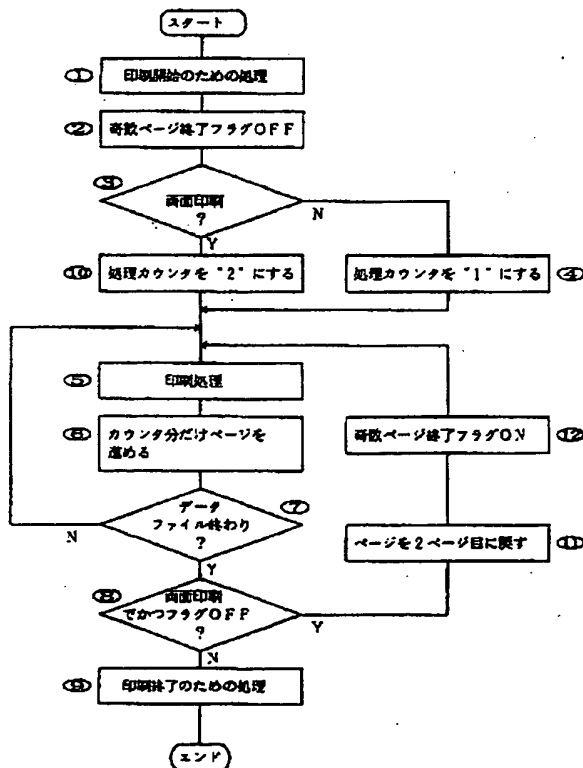 スタート
① 印刷開始のための処理
② 奇数ページ終了フラグOFF
③ 両面印刷
?
N
Y
⑩ 処理カウンタを"2"にする
処理カウンタを"1"にする ④
⑤ 印刷処理
⑥ カウンタ分だけページを
進める
奇数ページ終了フラグON ⑫
データ ⑦
ファイル終わり
?
N
Y
ページを2ページ目に戻す ⑪
⑧ 両面印刷
でかつフラグOFF
?
Y
N
⑨ 印刷終了のための処理
エンド